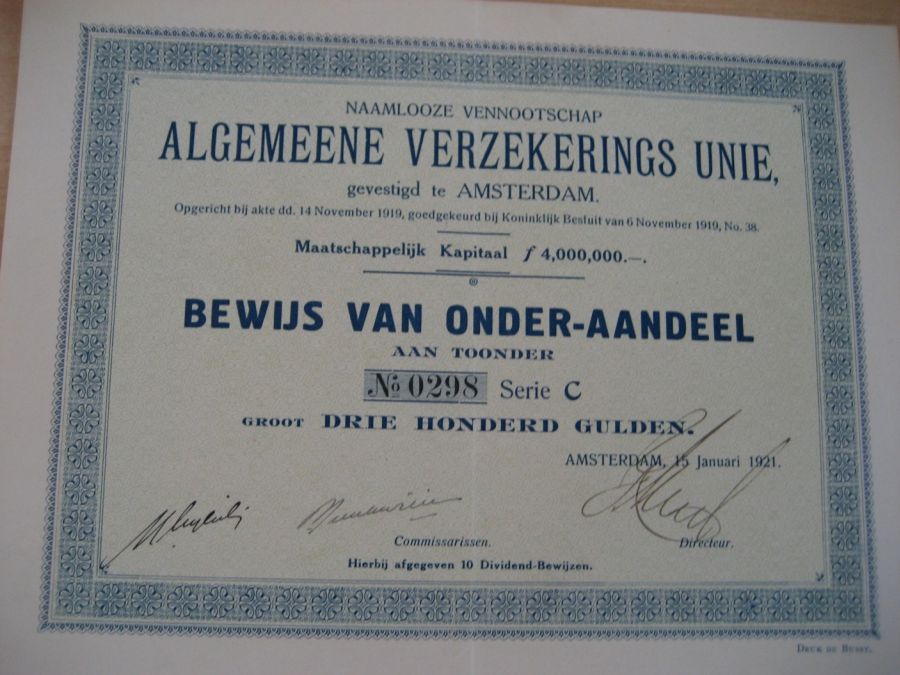 NAAMLOOZE VENNOOTSCHAP
ALGEMEENE VERZEKERINGS UNIE,
gevestigd te AMSTERDAM.
Opgericht bij akte dd. 14 November 1919, goedgekeurd bij Koninklijk Besluit van 6 November 1919, No. 38.
Maatschappelijk Kapitaal f 4,000,000.—.
BEWIJS VAN ONDER-AANDEEL
AAN TOONDER
No 0298 Serie C
GROOT DRIE HONDERD GULDEN.
AMSTERDAM, 15 Januari 1921.
Commissarissen. Directeur.
Hierbij afgegeven 10 Dividend-Bewijzen.
DRUK DE BUSSY.